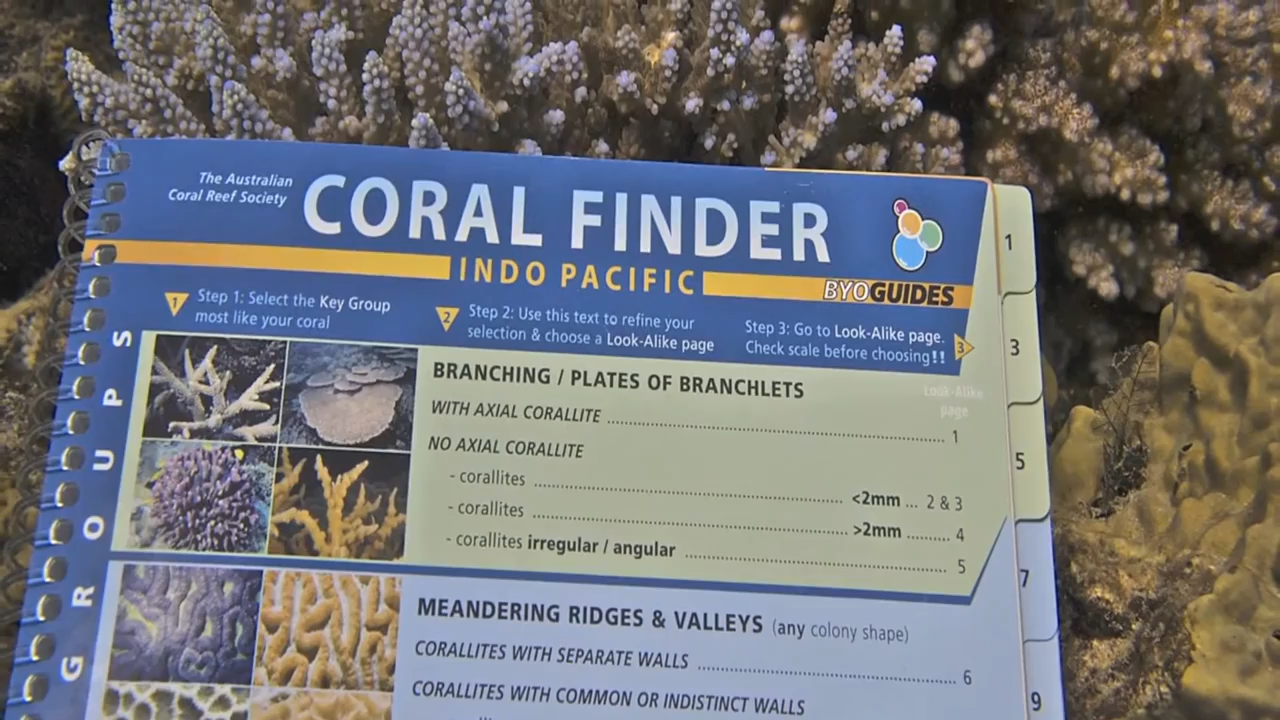 The Australian
Coral Reef Society
CORAL FINDER
INDO PACIFIC
BYOGUIDES
1 Step 1: Select the Key Group
most like your coral
2 Step 2: Use this text to refine your
selection & choose a Look-Alike page
Step 3: Go to Look-Alike page.
Check scale before choosing!! 3
Look-Alike
page
BRANCHING / PLATES OF BRANCHLETS
WITH AXIAL CORALLITE ........ 1
NO AXIAL CORALLITE
- corallites ........ <2mm ... 2 & 3
- corallites ........ >2mm ........ 4
- corallites irregular / angular ........ 5
MEANDERING RIDGES & VALLEYS (any colony shape)
CORALLITES WITH SEPARATE WALLS ........ 6
CORALLITES WITH COMMON OR INDISTINCT WALLS
GROUPS
1
3
5
7
9